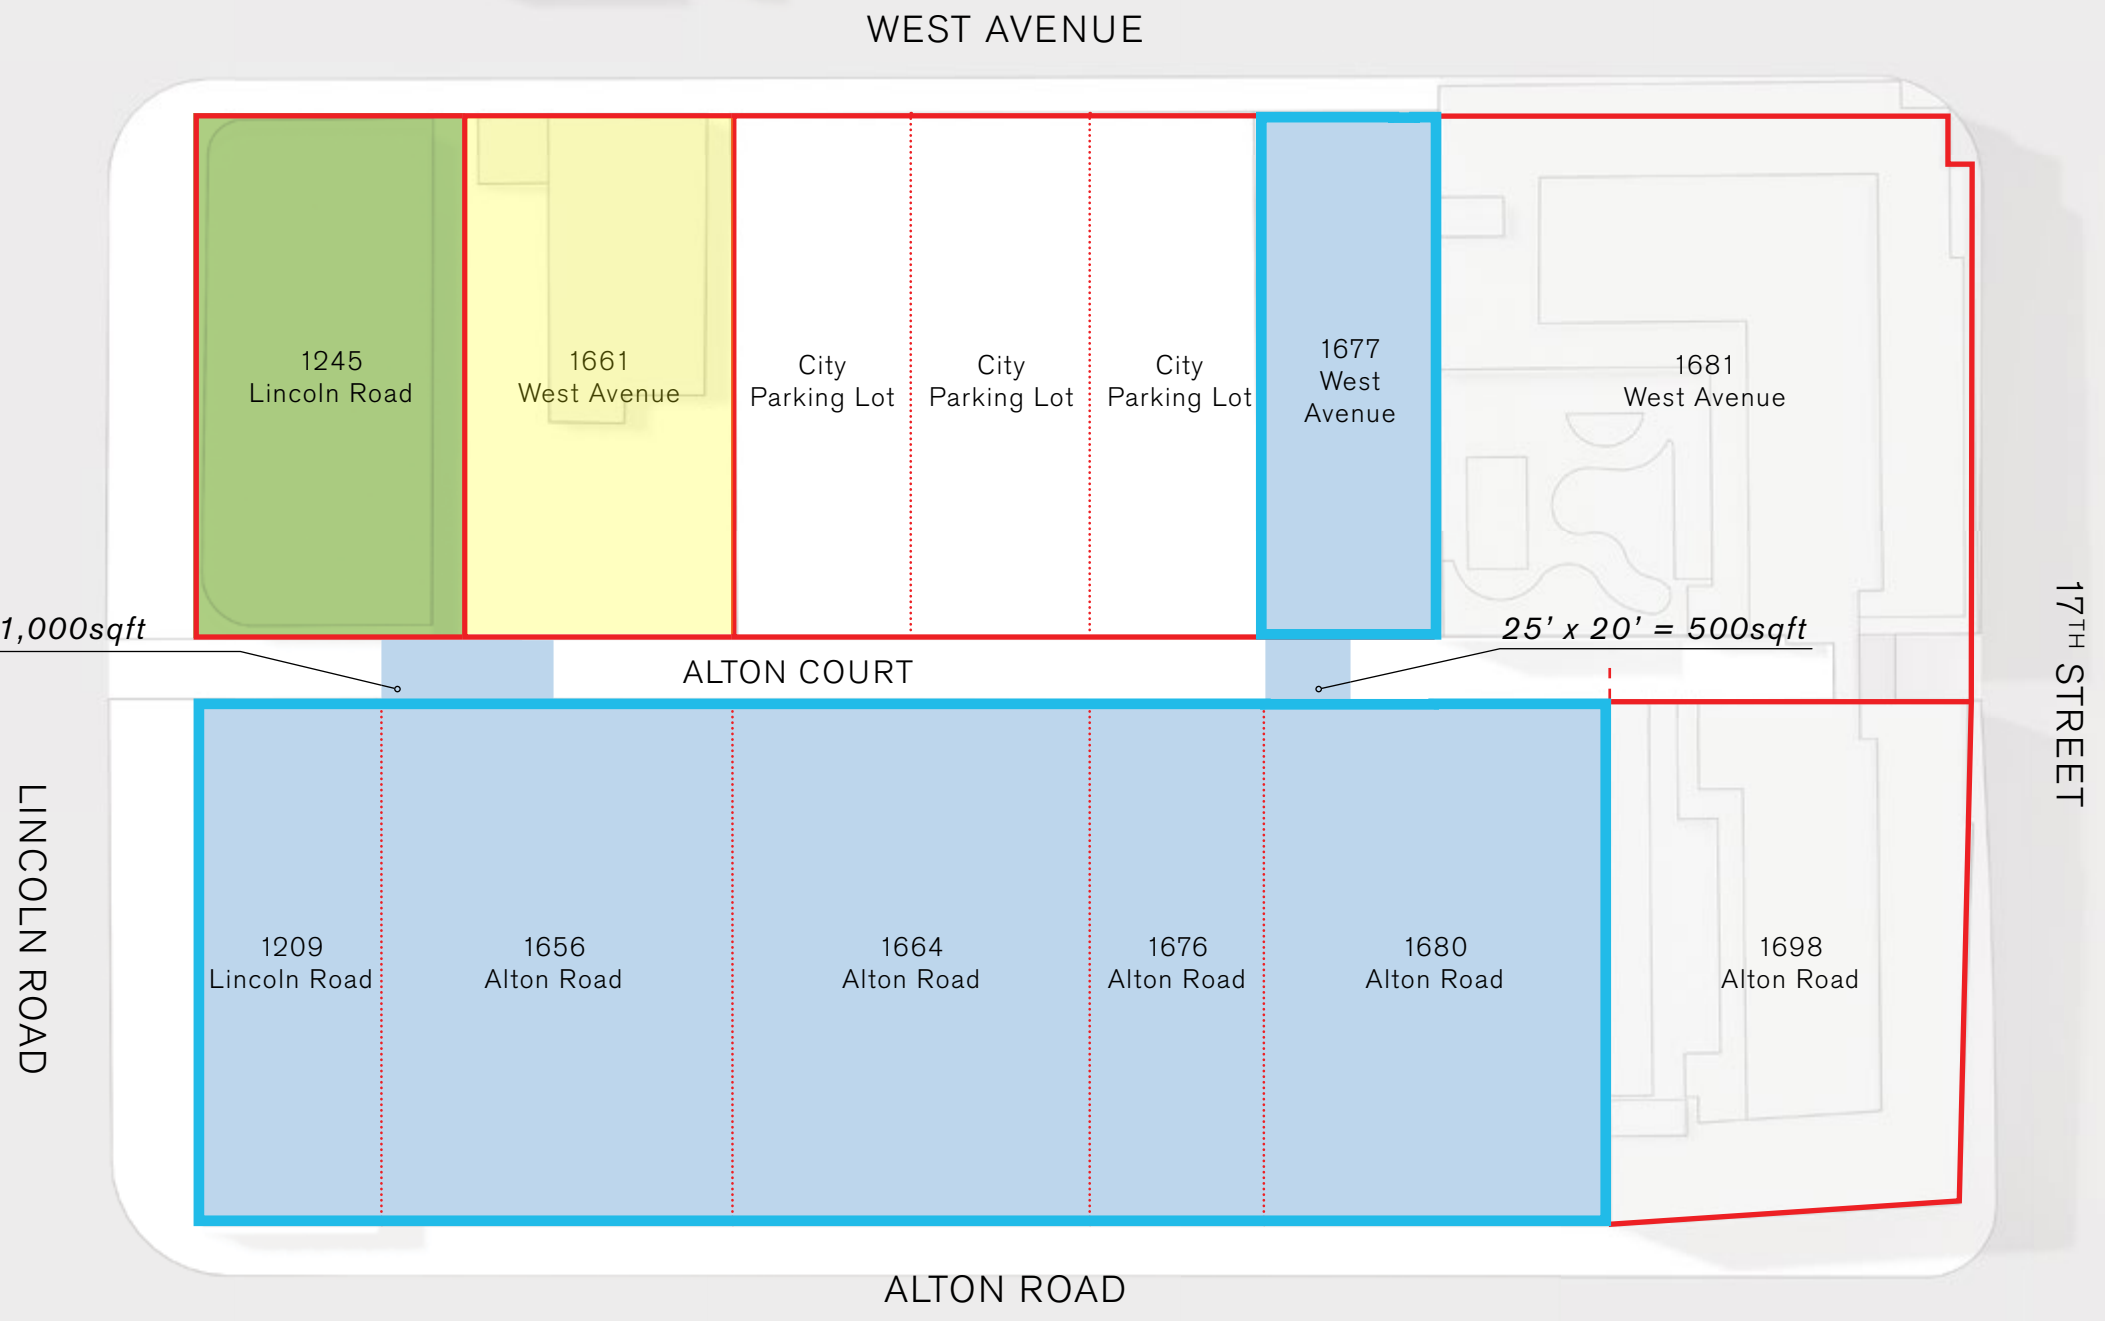 WEST AVENUE
1245
Lincoln Road
1661
West Avenue
City
Parking Lot
City
Parking Lot
City
Parking Lot
1677
West
Avenue
1681
West Avenue
1,000sqft
25’ x 20’ = 500sqft
ALTON COURT
17TH STREET
LINCOLN ROAD
1209
Lincoln Road
1656
Alton Road
1664
Alton Road
1676
Alton Road
1680
Alton Road
1698
Alton Road
ALTON ROAD